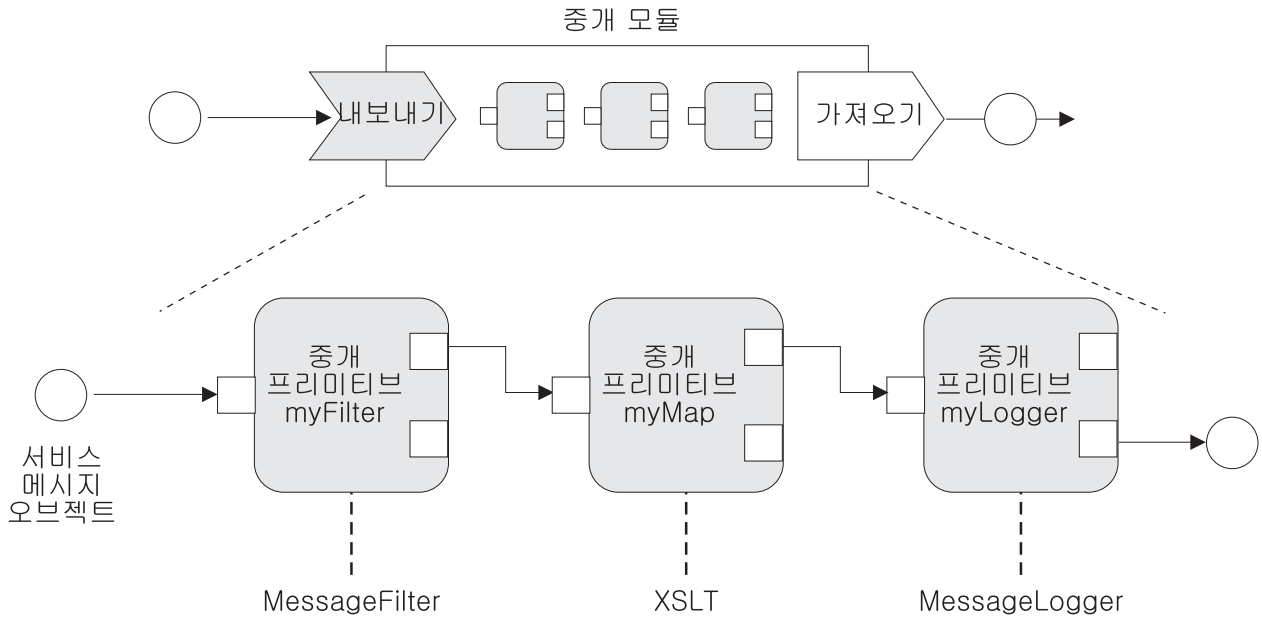 중개 모듈
내보내기
가져오기
중개
프리미티브
myFilter
중개
프리미티브
myMap
중개
프리미티브
myLogger
서비스
메시지
오브젝트
MessageFilter
XSLT
MessageLogger